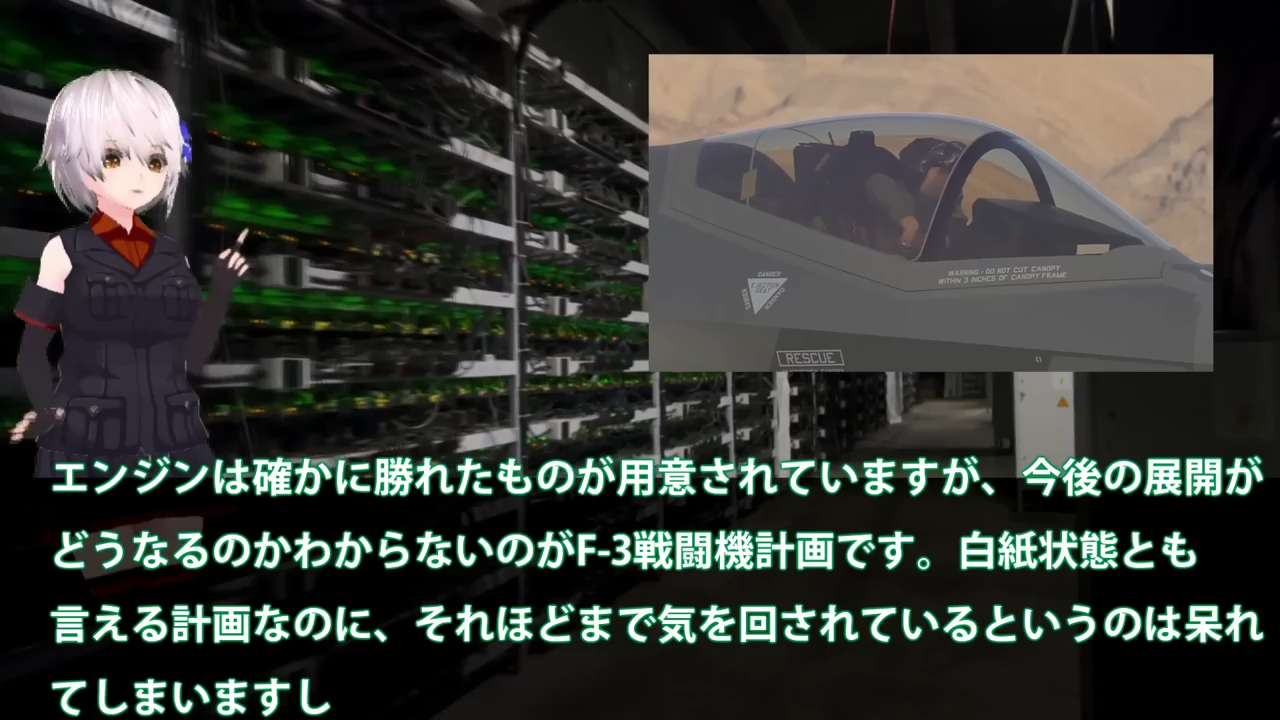 DANGER
EJECTION
SEAT
DANGER
WARNING - DO NOT CUT CANOPY
WITHIN 3 INCHES OF CANOPY FRAME
RESCUE
エンジンは確かに勝れたものが用意されていますが、今後の展開が
どうなるのかわからないのがF-3戦闘機計画です。白紙状態とも
言える計画なのに、それほどまで気を回されているというのは呆れ
てしまいますし